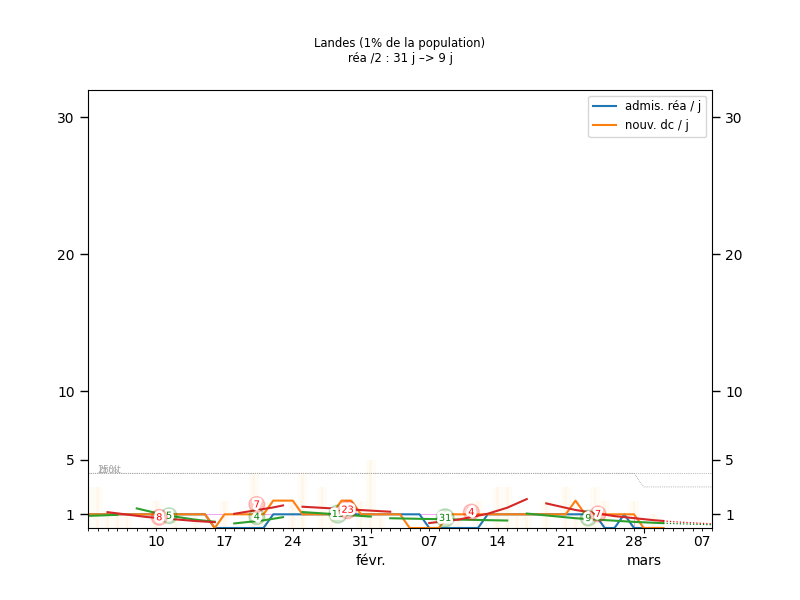 Landes (1% de la population)
réa /2 : 31 j –> 9 j
admis. réa / j
nouv. dc / j
30 30
20 20
10 10
5 5
7 4 23 31 4 9 7
8 5
1 1
10 17 24 31 07 14 21 28 07
févr. mars